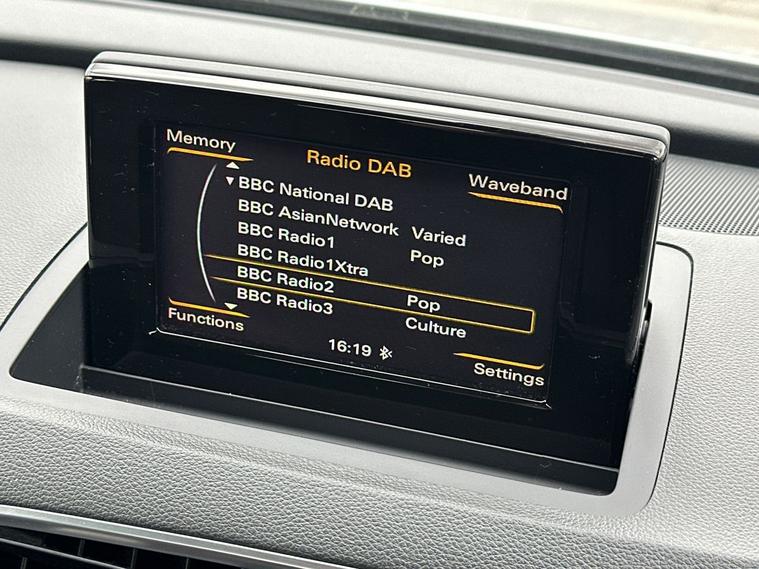 Memory
Radio DAB
Waveband
BBC National DAB
BBC AsianNetwork Varied
BBC Radio1 Pop
BBC Radio1Xtra
BBC Radio2 Pop
BBC Radio3 Culture
Functions
16:19
Settings